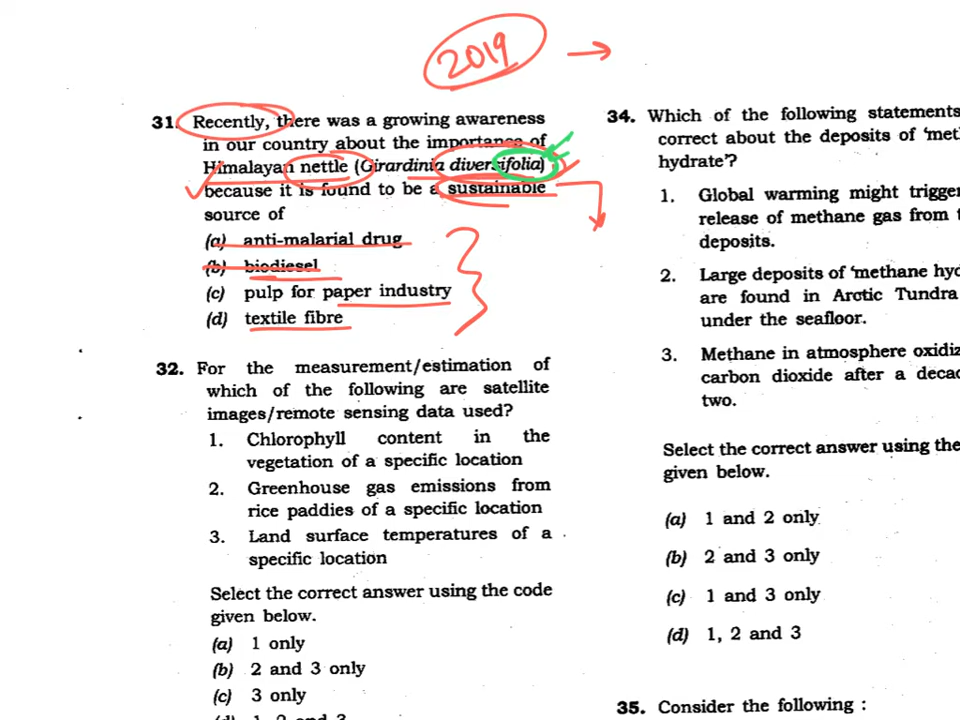 2019
31. Recently, there was a growing awareness
in our country about the importance of
Himalayan nettle (Girardinia diversifolia)
because it is found to be a sustainable
source of
(a) anti-malarial drug
(b) biodiesel
(c) pulp for paper industry
(d) textile fibre
32. For the measurement/estimation of
which of the following are satellite
images/remote sensing data used?
1. Chlorophyll content in the
vegetation of a specific location
2. Greenhouse gas emissions from
rice paddies of a specific location
3. Land surface temperatures of a
specific location
Select the correct answer using the code
given below.
(a) 1 only
(b) 2 and 3 only
(c) 3 only
(d) 1, 2 and 3
34. Which of the following statements
correct about the deposits of 'met
hydrate'?
1. Global warming might trigger
release of methane gas from t
deposits.
2. Large deposits of 'methane hyd
are found in Arctic Tundra
under the seafloor.
3. Methane in atmosphere oxidiz
carbon dioxide after a decad
two.
Select the correct answer using the
given below.
(a) 1 and 2 only
(b) 2 and 3 only
(c) 1 and 3 only
(d) 1, 2 and 3
35. Consider the following :